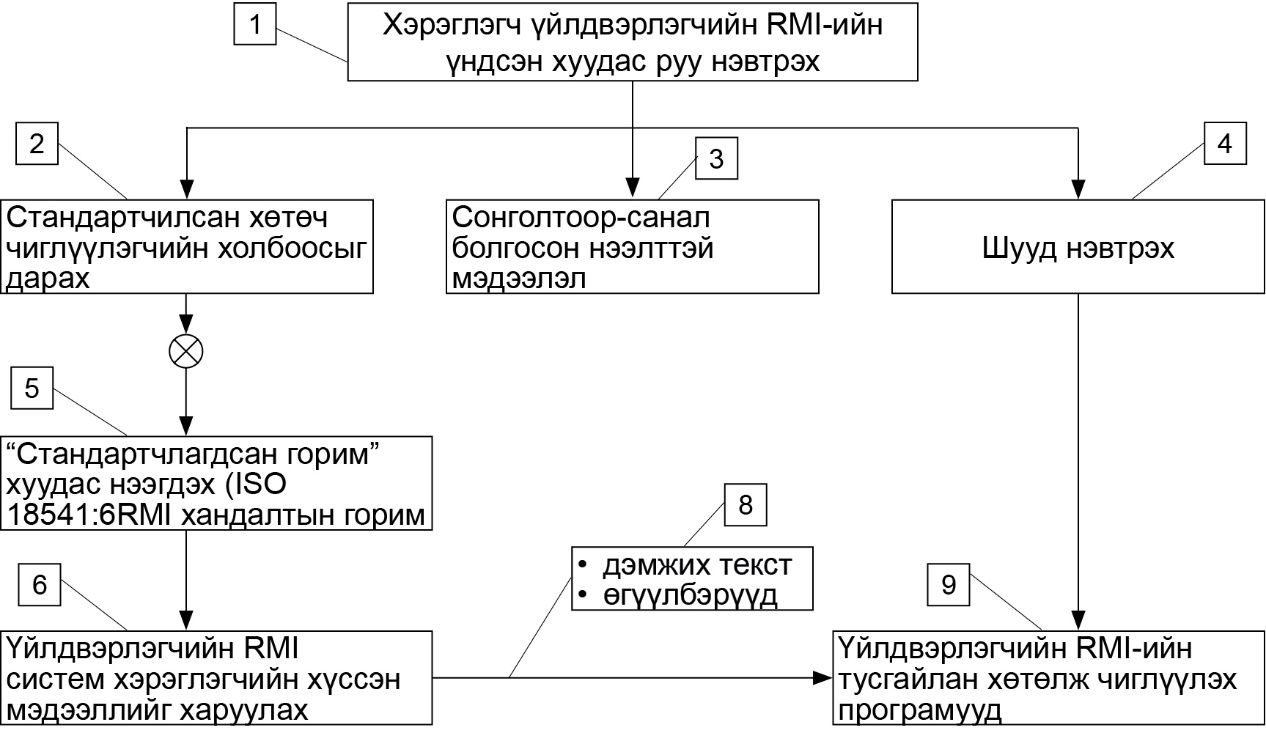 1
Хэрэглэгч үйлдвэрлэгчийн RMI-ийн
үндсэн хуудас руу нэвтрэх
2
3
4
Стандартчилсан хөтөч
чиглүүлэгчийн холбоосыг
дарах
Сонголтоор-санал
болгосон нээлттэй
мэдээлэл
Шууд нэвтрэх
5
“Стандартчлагдсан горим”
хуудас нээгдэх (ISO
18541:6RMI хандалтын горим
8
• дэмжих текст
• өгүүлбэрүүд
6
9
Үйлдвэрлэгчийн RMI
систем хэрэглэгчийн хүссэн
мэдээллийг харуулах
Үйлдвэрлэгчийн RMI-ийн
тусгайлан хөтөлж чиглүүлэх
програмууд